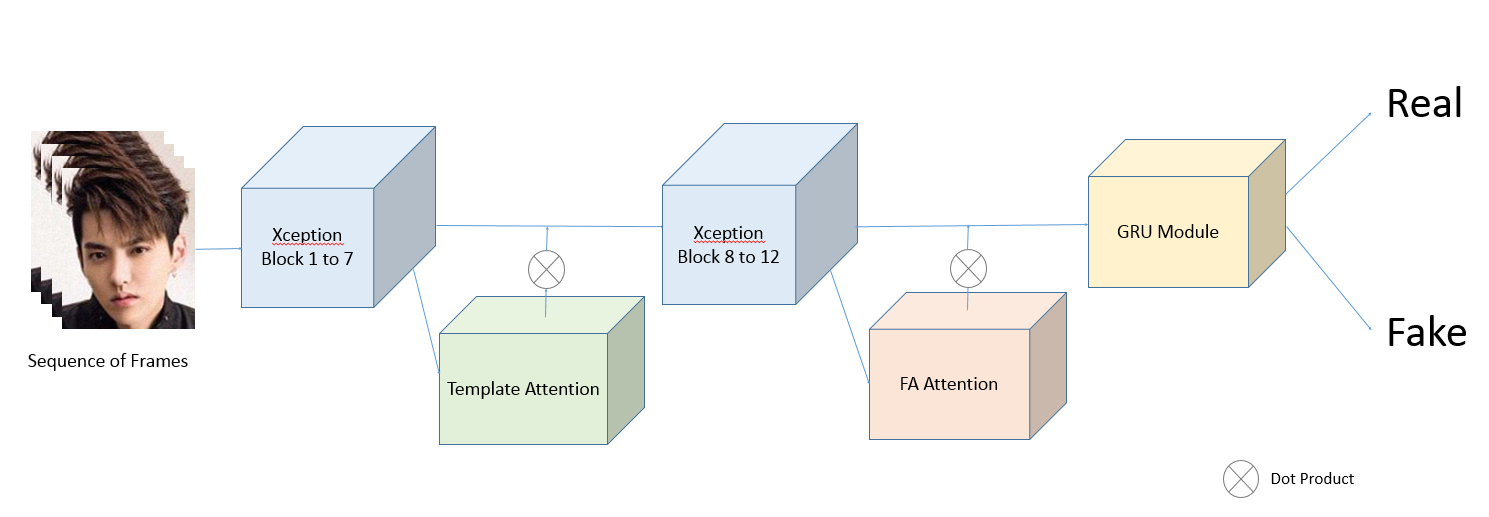 Real
Xception
Block 1 to 7
Xception
Block 8 to 12
GRU Module
Fake
Sequence of Frames
Template Attention
FA Attention
Dot Product